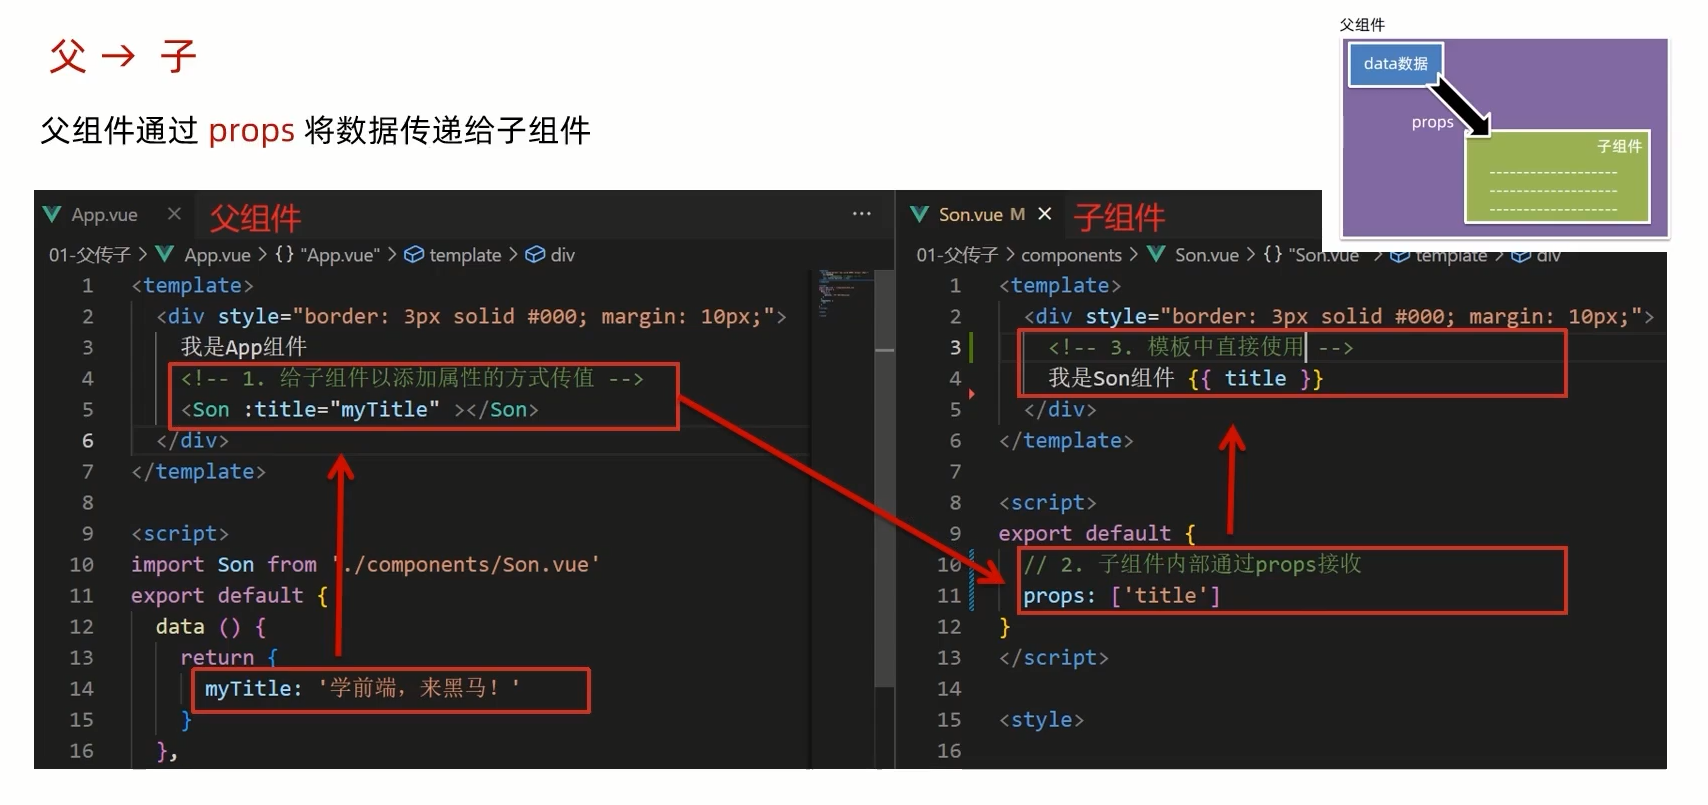 父 → 子
父组件通过 props 将数据传递给子组件
父组件
data数据
props
子组件
--------------------
--------------------
--------------------
App.vue × 父组件 ···
01-父传子 > App.vue > {} "App.vue" > template > div
1 <template>
2 <div style="border: 3px solid #000; margin: 10px;">
3 我是App组件
4 <!-- 1. 给子组件以添加属性的方式传值 -->
5 <Son :title="myTitle" ></Son>
6 </div>
7 </template>
8
9 <script>
10 import Son from './components/Son.vue'
11 export default {
12 data () {
13 return {
14 myTitle: '学前端，来黑马！'
15 }
16 },
Son.vue M × 子组件
01-父传子 > components > Son.vue > {} "Son.vue > template > div
1 <template>
2 <div style="border: 3px solid #000; margin: 10px;">
3 <!-- 3. 模板中直接使用 -->
4 我是Son组件 {{ title }}
5 </div>
6 </template>
7
8 <script>
9 export default {
10 // 2. 子组件内部通过props接收
11 props: ['title']
12 }
13 </script>
14
15 <style>
16